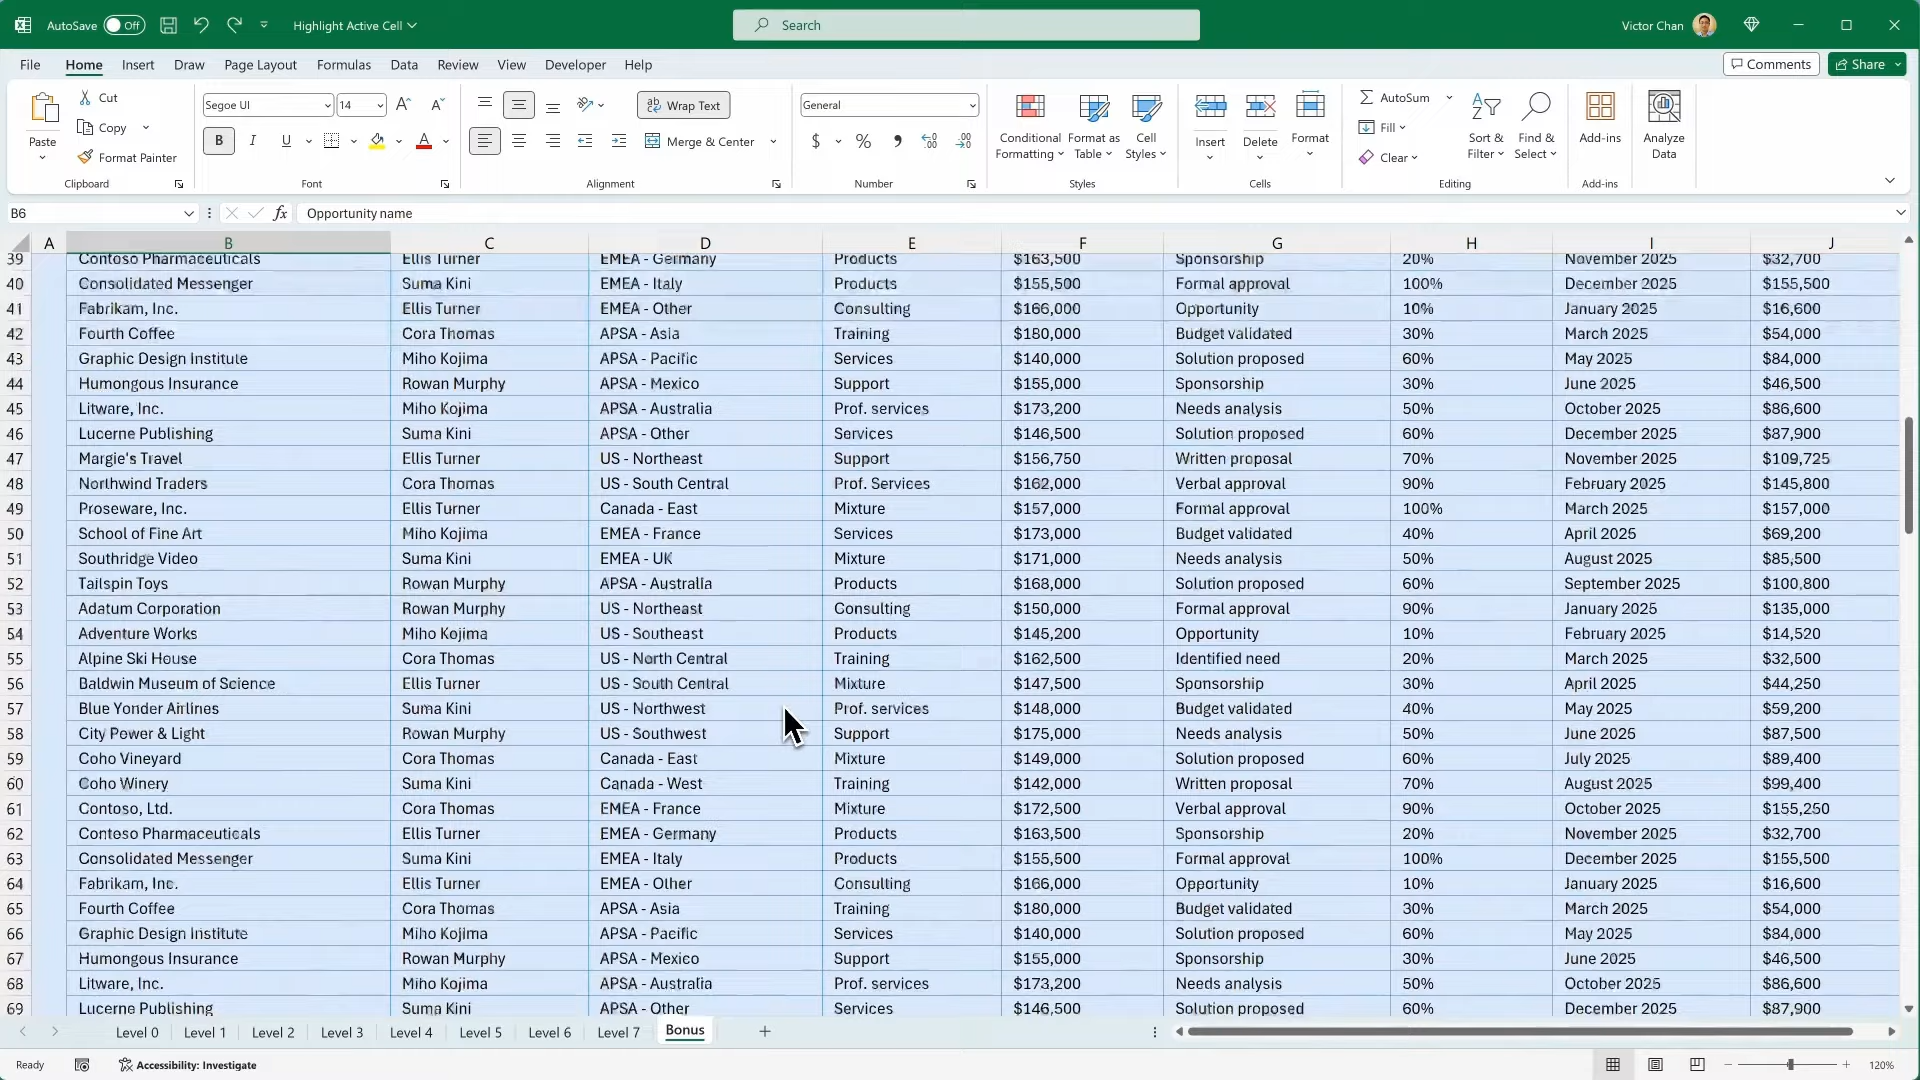 AutoSave Off Highlight Active Cell Search Victor Chan
File Home Insert Draw Page Layout Formulas Data Review View Developer Help Comments Share
Paste Cut Copy Format Painter Clipboard
Segoe UI 14 B I U A Font
ab Wrap Text Merge & Center Alignment
General $ % Number
Conditional Formatting Format as Table Cell Styles Styles
Insert Delete Format Cells
AutoSum Fill Clear Sort & Filter Find & Select Editing
Add-ins Add-ins
Analyze Data
B6 fx Opportunity name
A B C D E F G H I J
39 Contoso Pharmaceuticals Ellis Turner EMEA - Germany Products $163,500 Sponsorship 20% November 2025 $32,700
40 Consolidated Messenger Suma Kini EMEA - Italy Products $155,500 Formal approval 100% December 2025 $155,500
41 Fabrikam, Inc. Ellis Turner EMEA - Other Consulting $166,000 Opportunity 10% January 2025 $16,600
42 Fourth Coffee Cora Thomas APSA - Asia Training $180,000 Budget validated 30% March 2025 $54,000
43 Graphic Design Institute Miho Kojima APSA - Pacific Services $140,000 Solution proposed 60% May 2025 $84,000
44 Humongous Insurance Rowan Murphy APSA - Mexico Support $155,000 Sponsorship 30% June 2025 $46,500
45 Litware, Inc. Miho Kojima APSA - Australia Prof. services $173,200 Needs analysis 50% October 2025 $86,600
46 Lucerne Publishing Suma Kini APSA - Other Services $146,500 Solution proposed 60% December 2025 $87,900
47 Margie's Travel Ellis Turner US - Northeast Support $156,750 Written proposal 70% November 2025 $109,725
48 Northwind Traders Cora Thomas US - South Central Prof. Services $162,000 Verbal approval 90% February 2025 $145,800
49 Proseware, Inc. Ellis Turner Canada - East Mixture $157,000 Formal approval 100% March 2025 $157,000
50 School of Fine Art Miho Kojima EMEA - France Services $173,000 Budget validated 40% April 2025 $69,200
51 Southridge Video Suma Kini EMEA - UK Mixture $171,000 Needs analysis 50% August 2025 $85,500
52 Tailspin Toys Rowan Murphy APSA - Australia Products $168,000 Solution proposed 60% September 2025 $100,800
53 Adatum Corporation Rowan Murphy US - Northeast Consulting $150,000 Formal approval 90% January 2025 $135,000
54 Adventure Works Miho Kojima US - Southeast Products $145,200 Opportunity 10% February 2025 $14,520
55 Alpine Ski House Cora Thomas US - North Central Training $162,500 Identified need 20% March 2025 $32,500
56 Baldwin Museum of Science Ellis Turner US - South Central Mixture $147,500 Sponsorship 30% April 2025 $44,250
57 Blue Yonder Airlines Suma Kini US - Northwest Prof. services $148,000 Budget validated 40% May 2025 $59,200
58 City Power & Light Rowan Murphy US - Southwest Support $175,000 Needs analysis 50% June 2025 $87,500
59 Coho Vineyard Cora Thomas Canada - East Mixture $149,000 Solution proposed 60% July 2025 $89,400
60 Coho Winery Suma Kini Canada - West Training $142,000 Written proposal 70% August 2025 $99,400
61 Contoso, Ltd. Cora Thomas EMEA - France Mixture $172,500 Verbal approval 90% October 2025 $155,250
62 Contoso Pharmaceuticals Ellis Turner EMEA - Germany Products $163,500 Sponsorship 20% November 2025 $32,700
63 Consolidated Messenger Suma Kini EMEA - Italy Products $155,500 Formal approval 100% December 2025 $155,500
64 Fabrikam, Inc. Ellis Turner EMEA - Other Consulting $166,000 Opportunity 10% January 2025 $16,600
65 Fourth Coffee Cora Thomas APSA - Asia Training $180,000 Budget validated 30% March 2025 $54,000
66 Graphic Design Institute Miho Kojima APSA - Pacific Services $140,000 Solution proposed 60% May 2025 $84,000
67 Humongous Insurance Rowan Murphy APSA - Mexico Support $155,000 Sponsorship 30% June 2025 $46,500
68 Litware, Inc. Miho Kojima APSA - Australia Prof. services $173,200 Needs analysis 50% October 2025 $86,600
69 Lucerne Publishing Suma Kini APSA - Other Services $146,500 Solution proposed 60% December 2025 $87,900
Level 0 Level 1 Level 2 Level 3 Level 4 Level 5 Level 6 Level 7 Bonus
Ready Accessibility: Investigate 120%